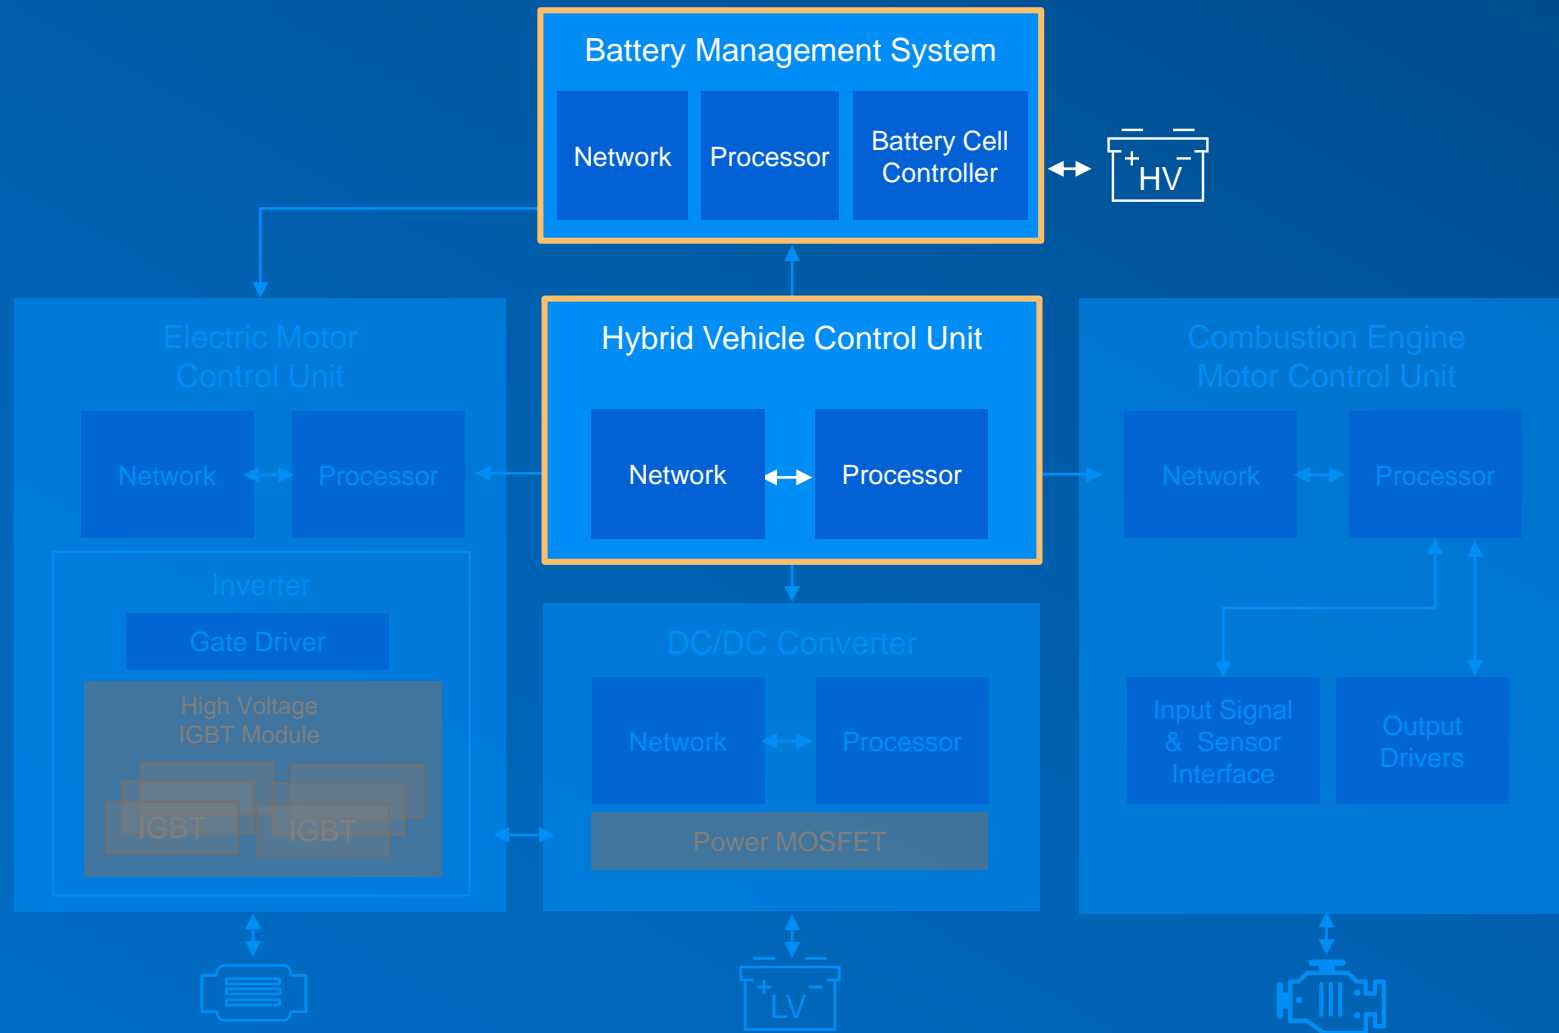 Battery Management System
Network
Processor
Battery Cell
Controller
+ -
HV
Electric Motor
Control Unit
Network
Processor
Inverter
Gate Driver
High Voltage
IGBT Module
IGBT
IGBT
Hybrid Vehicle Control Unit
Network
Processor
DC/DC Converter
Network
Processor
Power MOSFET
Combustion Engine
Motor Control Unit
Network
Processor
Input Signal
& Sensor
Interface
Output
Drivers
+ -
LV